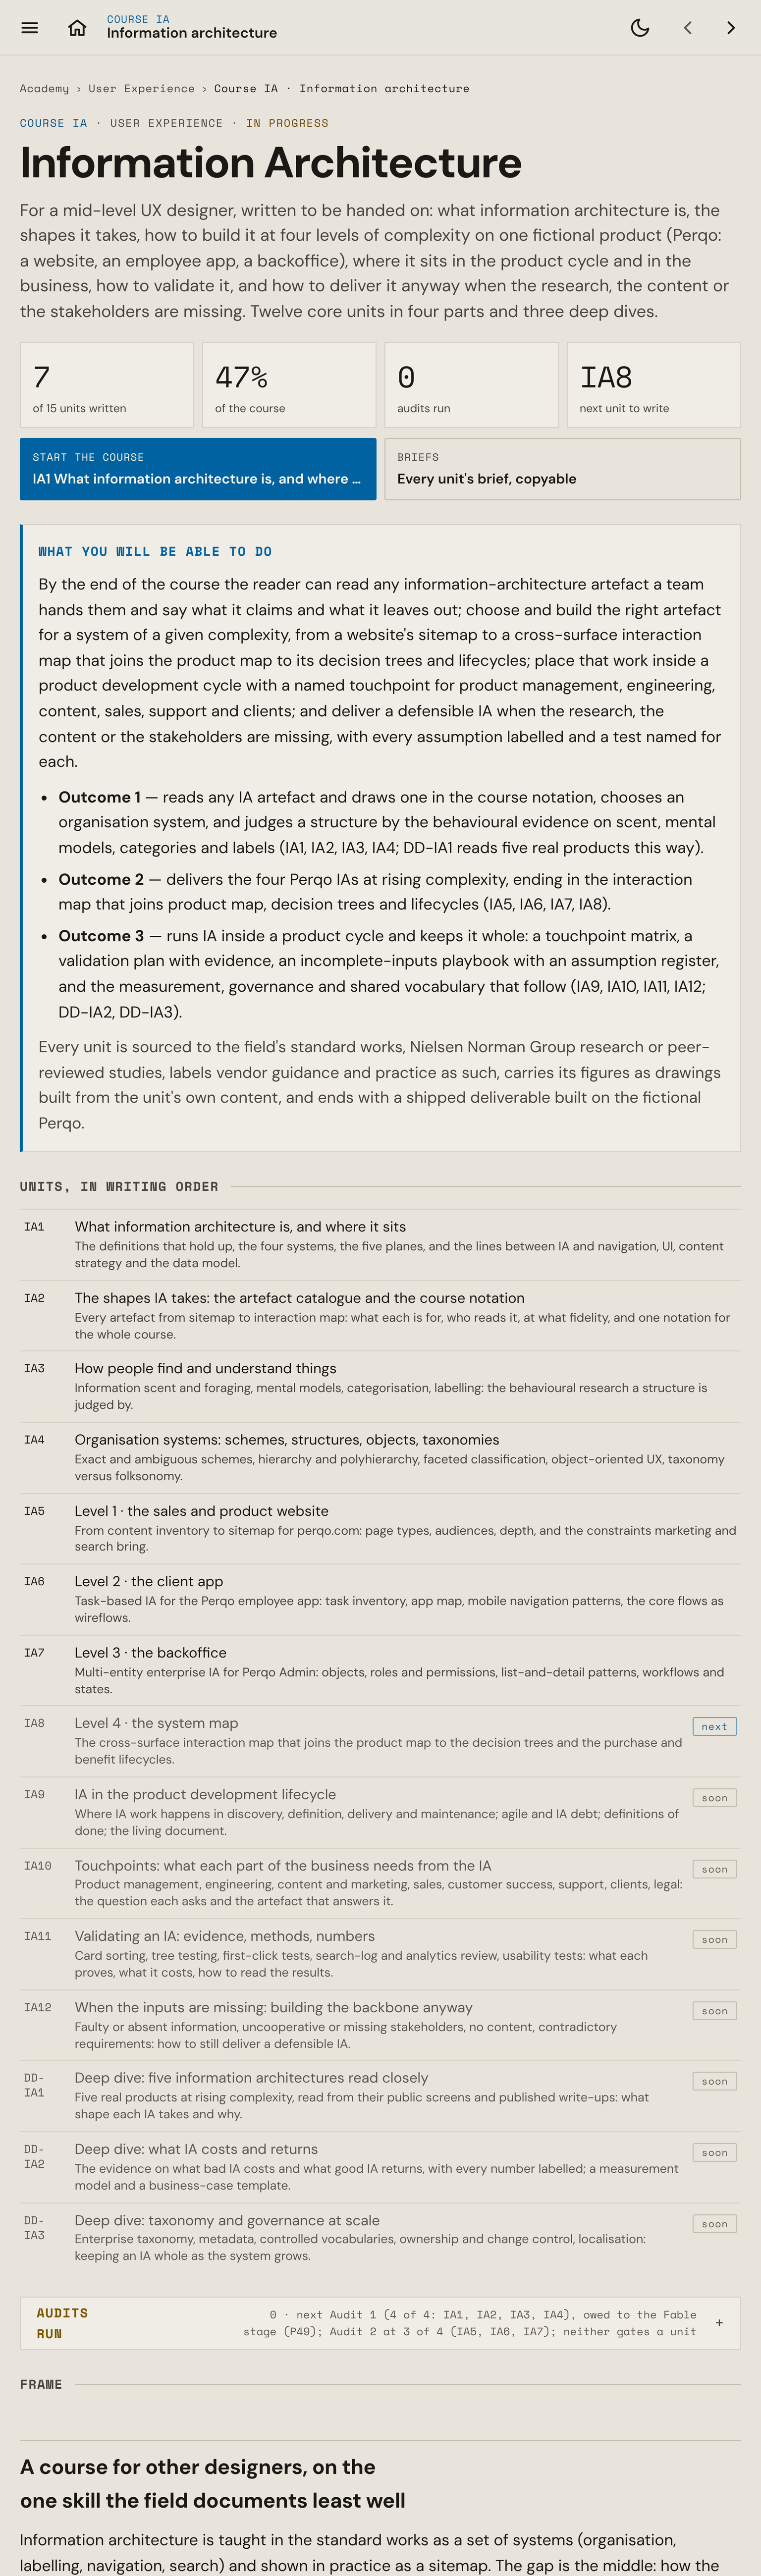 COURSE IA
Information architecture
Academy › User Experience › Course IA · Information architecture
COURSE IA · USER EXPERIENCE · IN PROGRESS
Information Architecture
For a mid-level UX designer, written to be handed on: what information architecture is, the
shapes it takes, how to build it at four levels of complexity on one fictional product (Perqo:
a website, an employee app, a backoffice), where it sits in the product cycle and in the
business, how to validate it, and how to deliver it anyway when the research, the content or
the stakeholders are missing. Twelve core units in four parts and three deep dives.
7
of 15 units written
47%
of the course
0
audits run
IA8
next unit to write
START THE COURSE
IA1 What information architecture is, and where …
BRIEFS
Every unit's brief, copyable
WHAT YOU WILL BE ABLE TO DO
By the end of the course the reader can read any information-architecture artefact a team
hands them and say what it claims and what it leaves out; choose and build the right artefact
for a system of a given complexity, from a website's sitemap to a cross-surface interaction
map that joins the product map to its decision trees and lifecycles; place that work inside a
product development cycle with a named touchpoint for product management, engineering,
content, sales, support and clients; and deliver a defensible IA when the research, the
content or the stakeholders are missing, with every assumption labelled and a test named for
each.
• Outcome 1 — reads any IA artefact and draws one in the course notation, chooses an
organisation system, and judges a structure by the behavioural evidence on scent, mental
models, categories and labels (IA1, IA2, IA3, IA4; DD-IA1 reads five real products this way).
• Outcome 2 — delivers the four Perqo IAs at rising complexity, ending in the interaction
map that joins product map, decision trees and lifecycles (IA5, IA6, IA7, IA8).
• Outcome 3 — runs IA inside a product cycle and keeps it whole: a touchpoint matrix, a
validation plan with evidence, an incomplete-inputs playbook with an assumption register,
and the measurement, governance and shared vocabulary that follow (IA9, IA10, IA11, IA12;
DD-IA2, DD-IA3).
Every unit is sourced to the field's standard works, Nielsen Norman Group research or peer-
reviewed studies, labels vendor guidance and practice as such, carries its figures as drawings
built from the unit's own content, and ends with a shipped deliverable built on the fictional
Perqo.
UNITS, IN WRITING ORDER
IA1
What information architecture is, and where it sits
The definitions that hold up, the four systems, the five planes, and the lines between IA and navigation, UI, content
strategy and the data model.
IA2
The shapes IA takes: the artefact catalogue and the course notation
Every artefact from sitemap to interaction map: what each is for, who reads it, at what fidelity, and one notation for
the whole course.
IA3
How people find and understand things
Information scent and foraging, mental models, categorisation, labelling: the behavioural research a structure is
judged by.
IA4
Organisation systems: schemes, structures, objects, taxonomies
Exact and ambiguous schemes, hierarchy and polyhierarchy, faceted classification, object-oriented UX, taxonomy
versus folksonomy.
IA5
Level 1 · the sales and product website
From content inventory to sitemap for perqo.com: page types, audiences, depth, and the constraints marketing and
search bring.
IA6
Level 2 · the client app
Task-based IA for the Perqo employee app: task inventory, app map, mobile navigation patterns, the core flows as
wireflows.
IA7
Level 3 · the backoffice
Multi-entity enterprise IA for Perqo Admin: objects, roles and permissions, list-and-detail patterns, workflows and
states.
IA8
Level 4 · the system map
next
The cross-surface interaction map that joins the product map to the decision trees and the purchase and
benefit lifecycles.
IA9
IA in the product development lifecycle
soon
Where IA work happens in discovery, definition, delivery and maintenance; agile and IA debt; definitions of
done; the living document.
IA10
Touchpoints: what each part of the business needs from the IA
soon
Product management, engineering, content and marketing, sales, customer success, support, clients, legal:
the question each asks and the artefact that answers it.
IA11
Validating an IA: evidence, methods, numbers
soon
Card sorting, tree testing, first-click tests, search-log and analytics review, usability tests: what each
proves, what it costs, how to read the results.
IA12
When the inputs are missing: building the backbone anyway
soon
Faulty or absent information, uncooperative or missing stakeholders, no content, contradictory
requirements: how to still deliver a defensible IA.
DD-
IA1
Deep dive: five information architectures read closely
soon
Five real products at rising complexity, read from their public screens and published write-ups: what
shape each IA takes and why.
DD-
IA2
Deep dive: what IA costs and returns
soon
The evidence on what bad IA costs and what good IA returns, with every number labelled; a measurement
model and a business-case template.
DD-
IA3
Deep dive: taxonomy and governance at scale
soon
Enterprise taxonomy, metadata, controlled vocabularies, ownership and change control, localisation:
keeping an IA whole as the system grows.
AUDITS
RUN
0 · next Audit 1 (4 of 4: IA1, IA2, IA3, IA4), owed to the Fable
stage (P49); Audit 2 at 3 of 4 (IA5, IA6, IA7); neither gates a unit
+
FRAME
A course for other designers, on the
one skill the field documents least well
Information architecture is taught in the standard works as a set of systems (organisation,
labelling, navigation, search) and shown in practice as a sitemap. The gap is the middle: how the